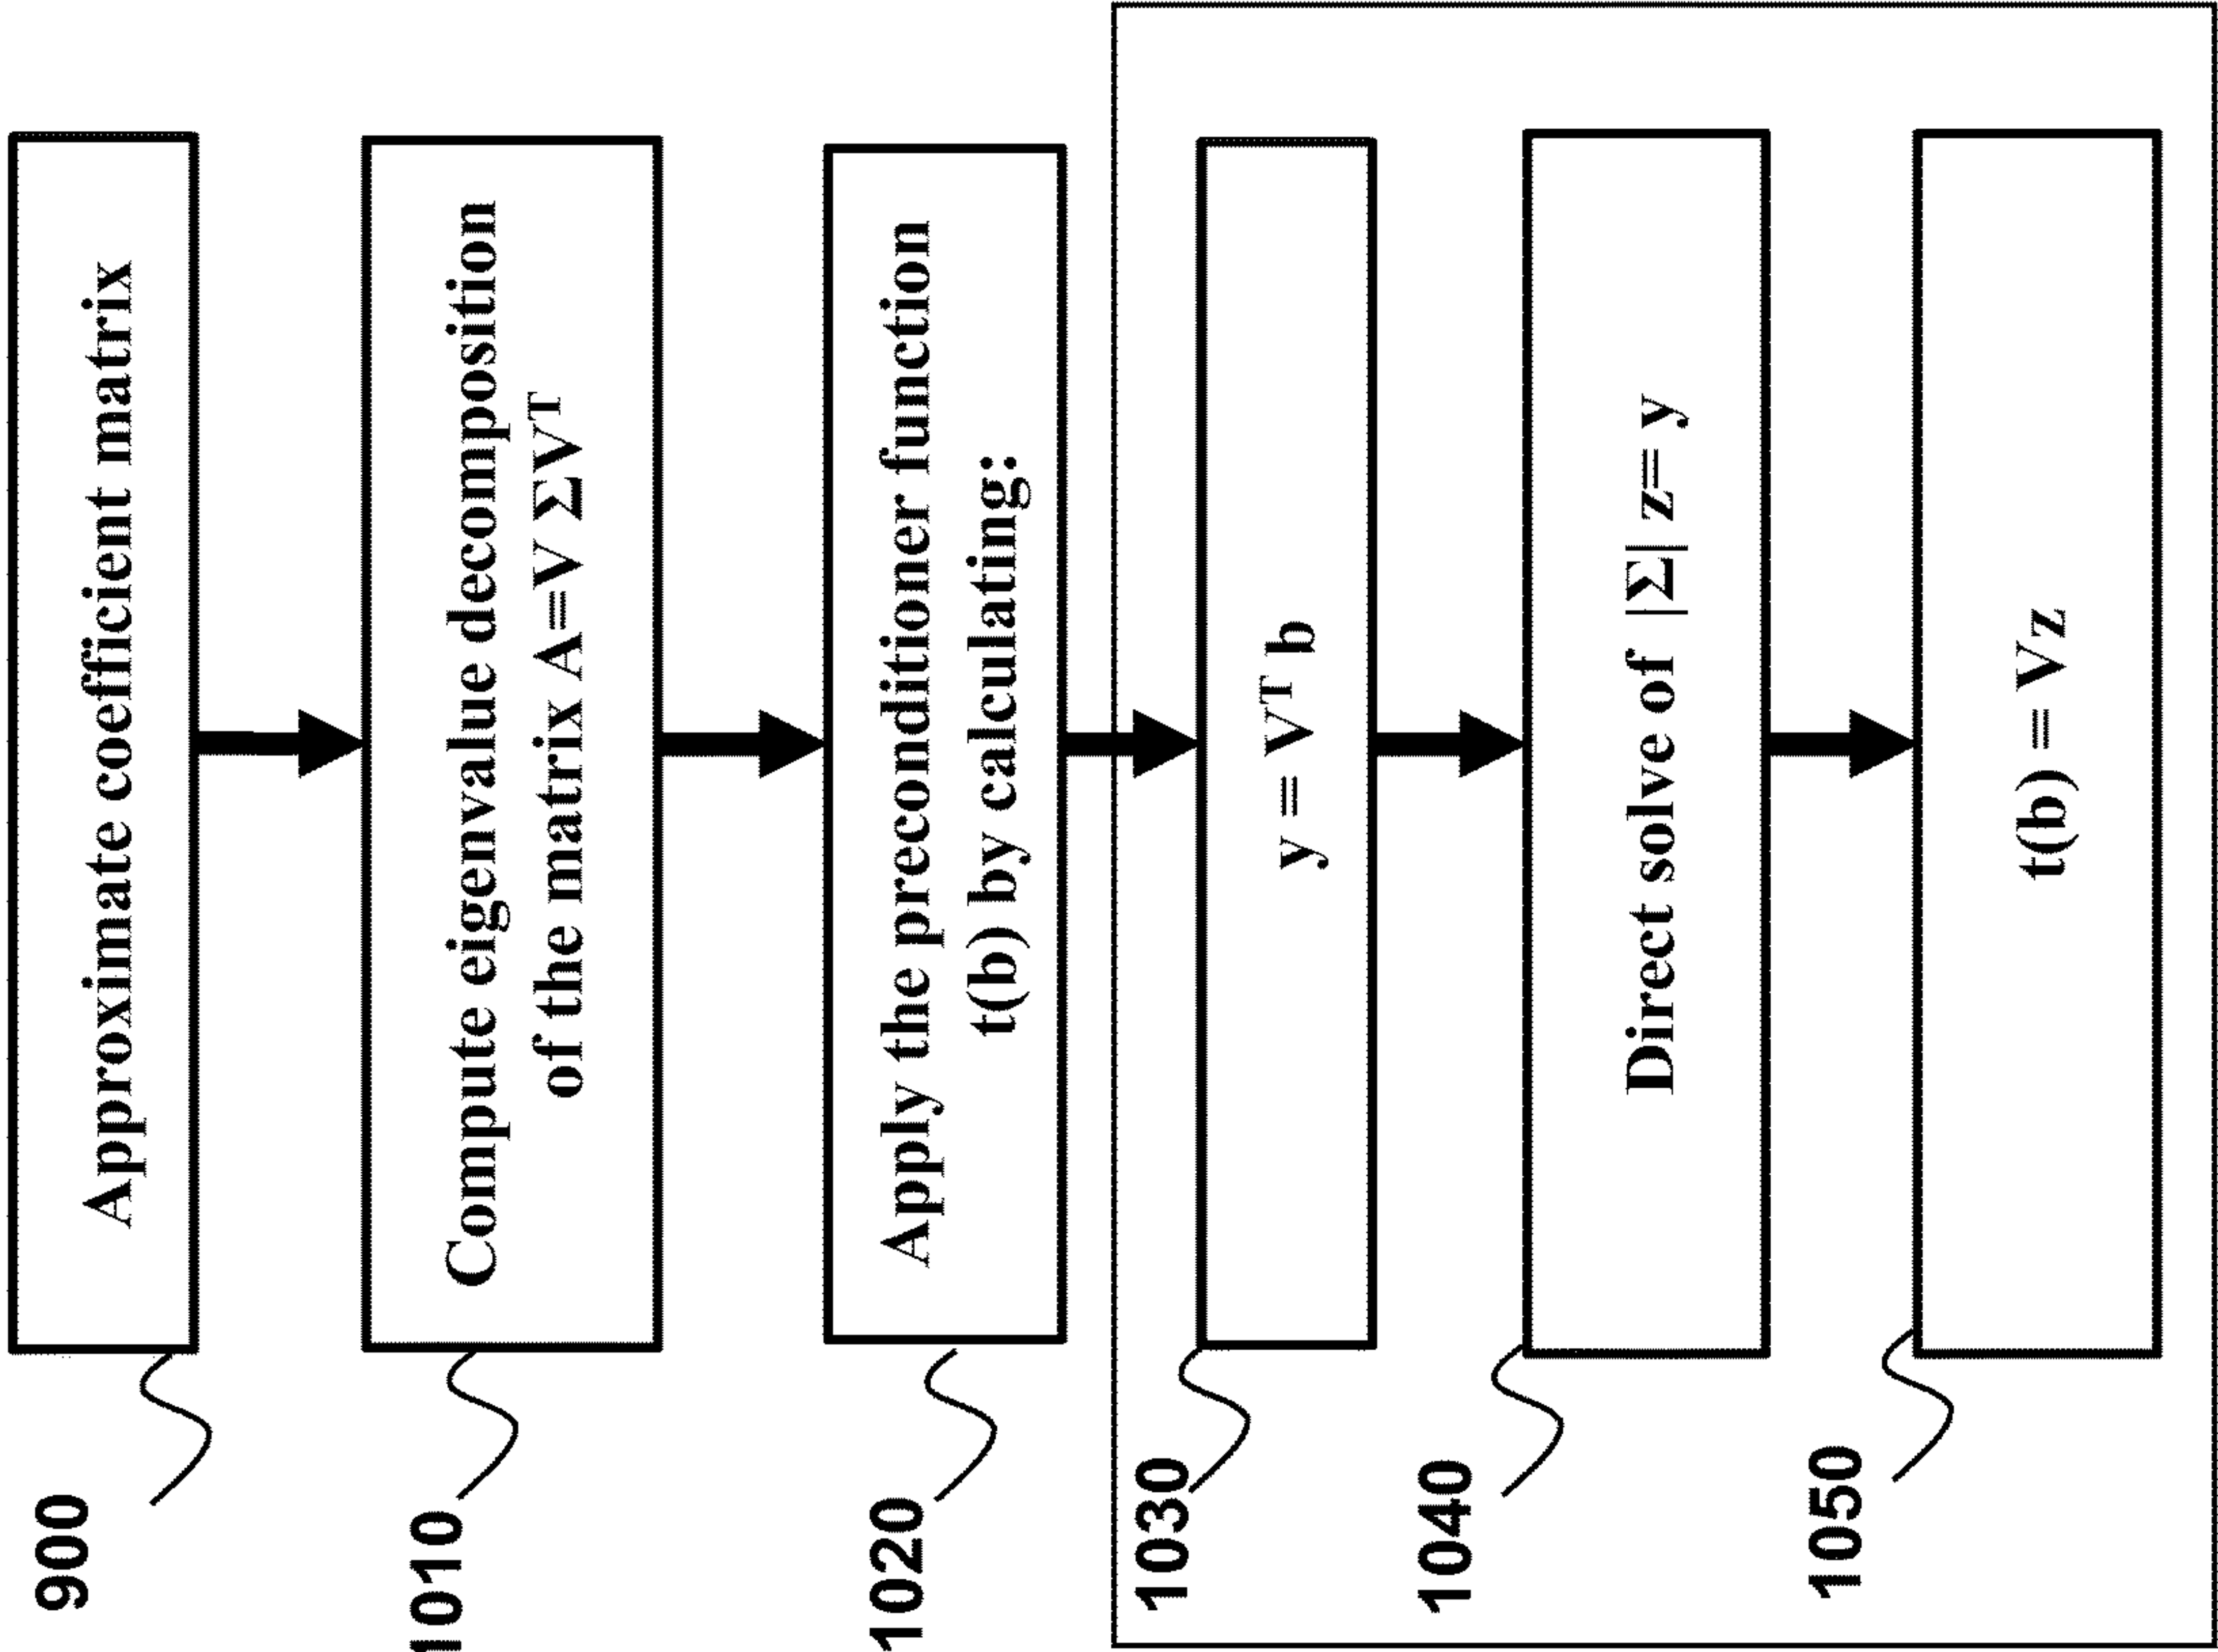 900
Approximate coefficient matrix
1010
Compute eigenvalue decomposition
of the matrix A=V ΣVᵀ
1020
Apply the preconditioner function
t(b) by calculating:
1030
y = Vᵀ b
1040
Direct solve of |Σ| z= y
1050
t(b) = Vz